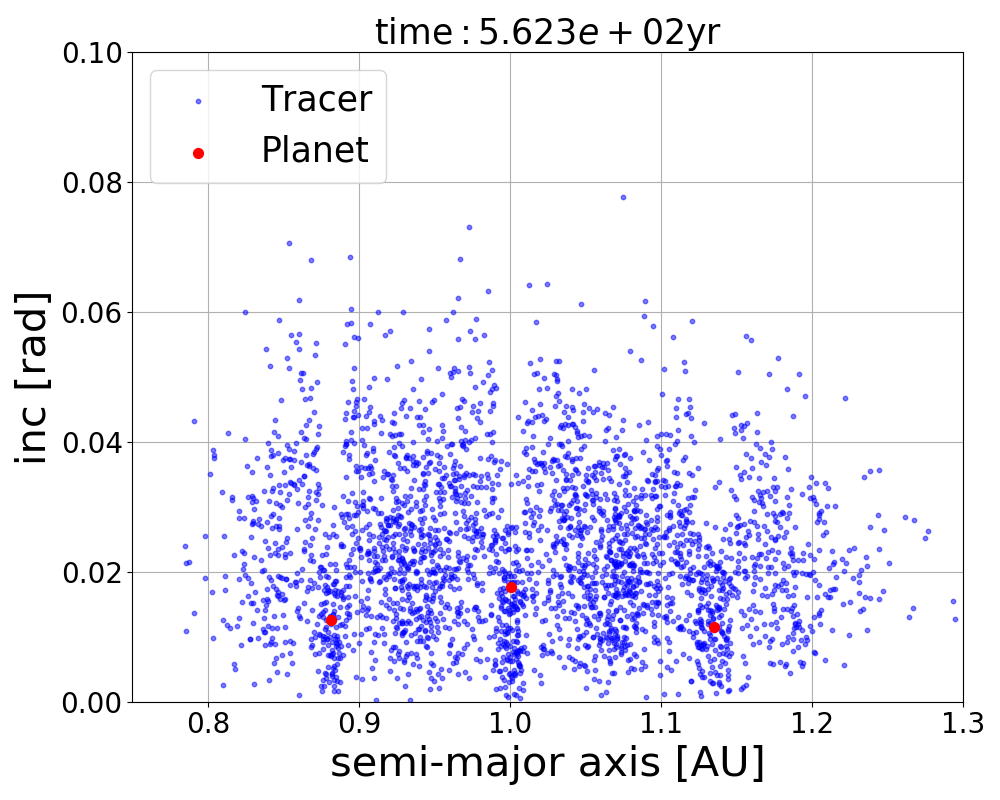 time : 5.623e + 02yr
0.10
0.08
0.06
0.04
0.02
0.00
inc [rad]
Tracer
Planet
0.8 0.9 1.0 1.1 1.2 1.3
semi-major axis [AU]